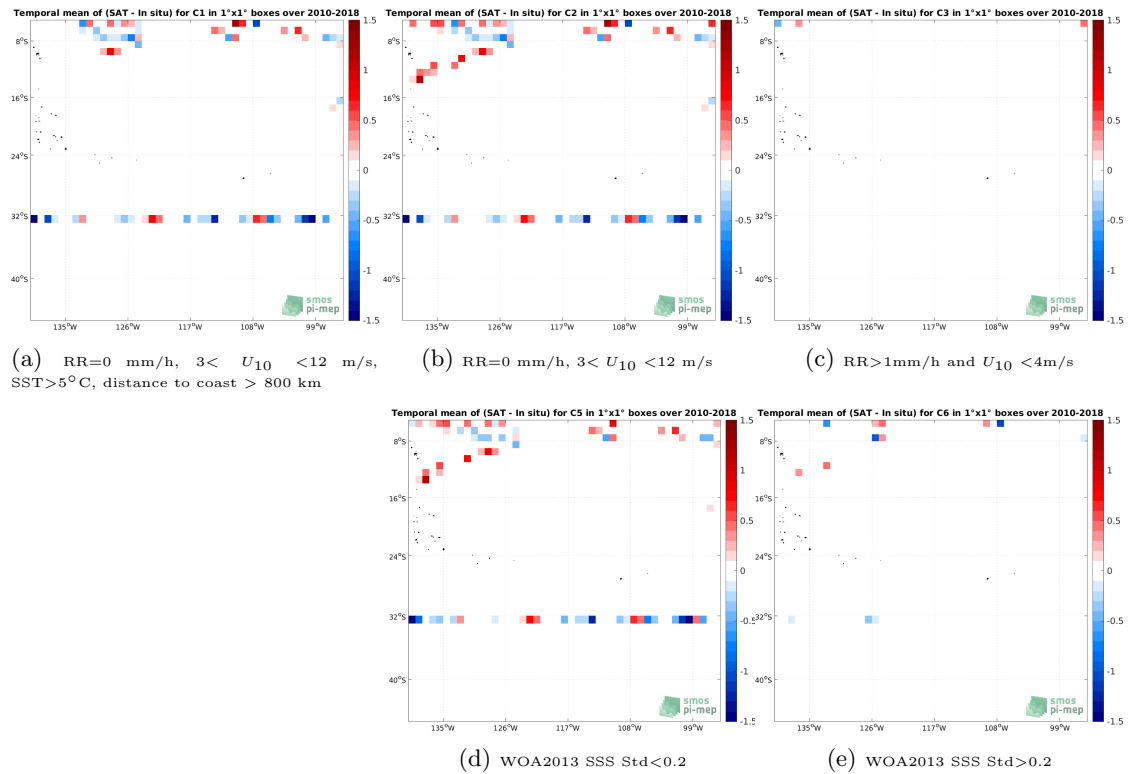 Temporal mean of (SAT - In situ) for C1 in 1°x1° boxes over 2010-2018
8°S
16°S
24°S
32°S
40°S
135°W
126°W
117°W
108°W
99°W
1.5
1
0.5
0
-0.5
-1
-1.5
smos
pi-mep
(a) RR=0 mm/h, 3< U10 <12 m/s,
SST>5°C, distance to coast > 800 km
Temporal mean of (SAT - In situ) for C2 in 1°x1° boxes over 2010-2018
8°S
16°S
24°S
32°S
40°S
135°W
126°W
117°W
108°W
99°W
1.5
1
0.5
0
-0.5
-1
-1.5
smos
pi-mep
(b) RR=0 mm/h, 3< U10 <12 m/s
Temporal mean of (SAT - In situ) for C3 in 1°x1° boxes over 2010-2018
8°S
16°S
24°S
32°S
40°S
135°W
126°W
117°W
108°W
99°W
1.5
1
0.5
0
-0.5
-1
-1.5
smos
pi-mep
(c) RR>1mm/h and U10 <4m/s
Temporal mean of (SAT - In situ) for C5 in 1°x1° boxes over 2010-2018
8°S
16°S
24°S
32°S
40°S
135°W
126°W
117°W
108°W
99°W
1.5
1
0.5
0
-0.5
-1
-1.5
smos
pi-mep
(d) WOA2013 SSS Std<0.2
Temporal mean of (SAT - In situ) for C6 in 1°x1° boxes over 2010-2018
8°S
16°S
24°S
32°S
40°S
135°W
126°W
117°W
108°W
99°W
1.5
1
0.5
0
-0.5
-1
-1.5
smos
pi-mep
(e) WOA2013 SSS Std>0.2